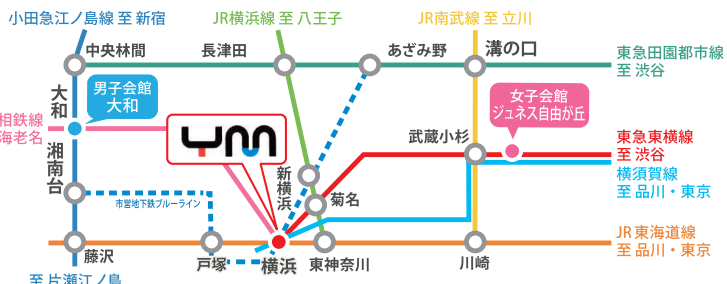 小田急江ノ島線 至 新宿
JR横浜線 至 八王子
JR南武線 至 立川
中央林間
長津田
あざみ野
溝の口
東急田園都市線
至 渋谷
大和
男子会館
大和
女子会館
ジュネス自由が丘
相鉄線
海老名
YM
武蔵小杉
東急東横線
至 渋谷
湘南台
新横浜
横須賀線
至 品川・東京
市営地下鉄ブルーライン
菊名
JR東海道線
至 品川・東京
藤沢
戸塚
横浜
東神奈川
川崎
至 片瀬江ノ島